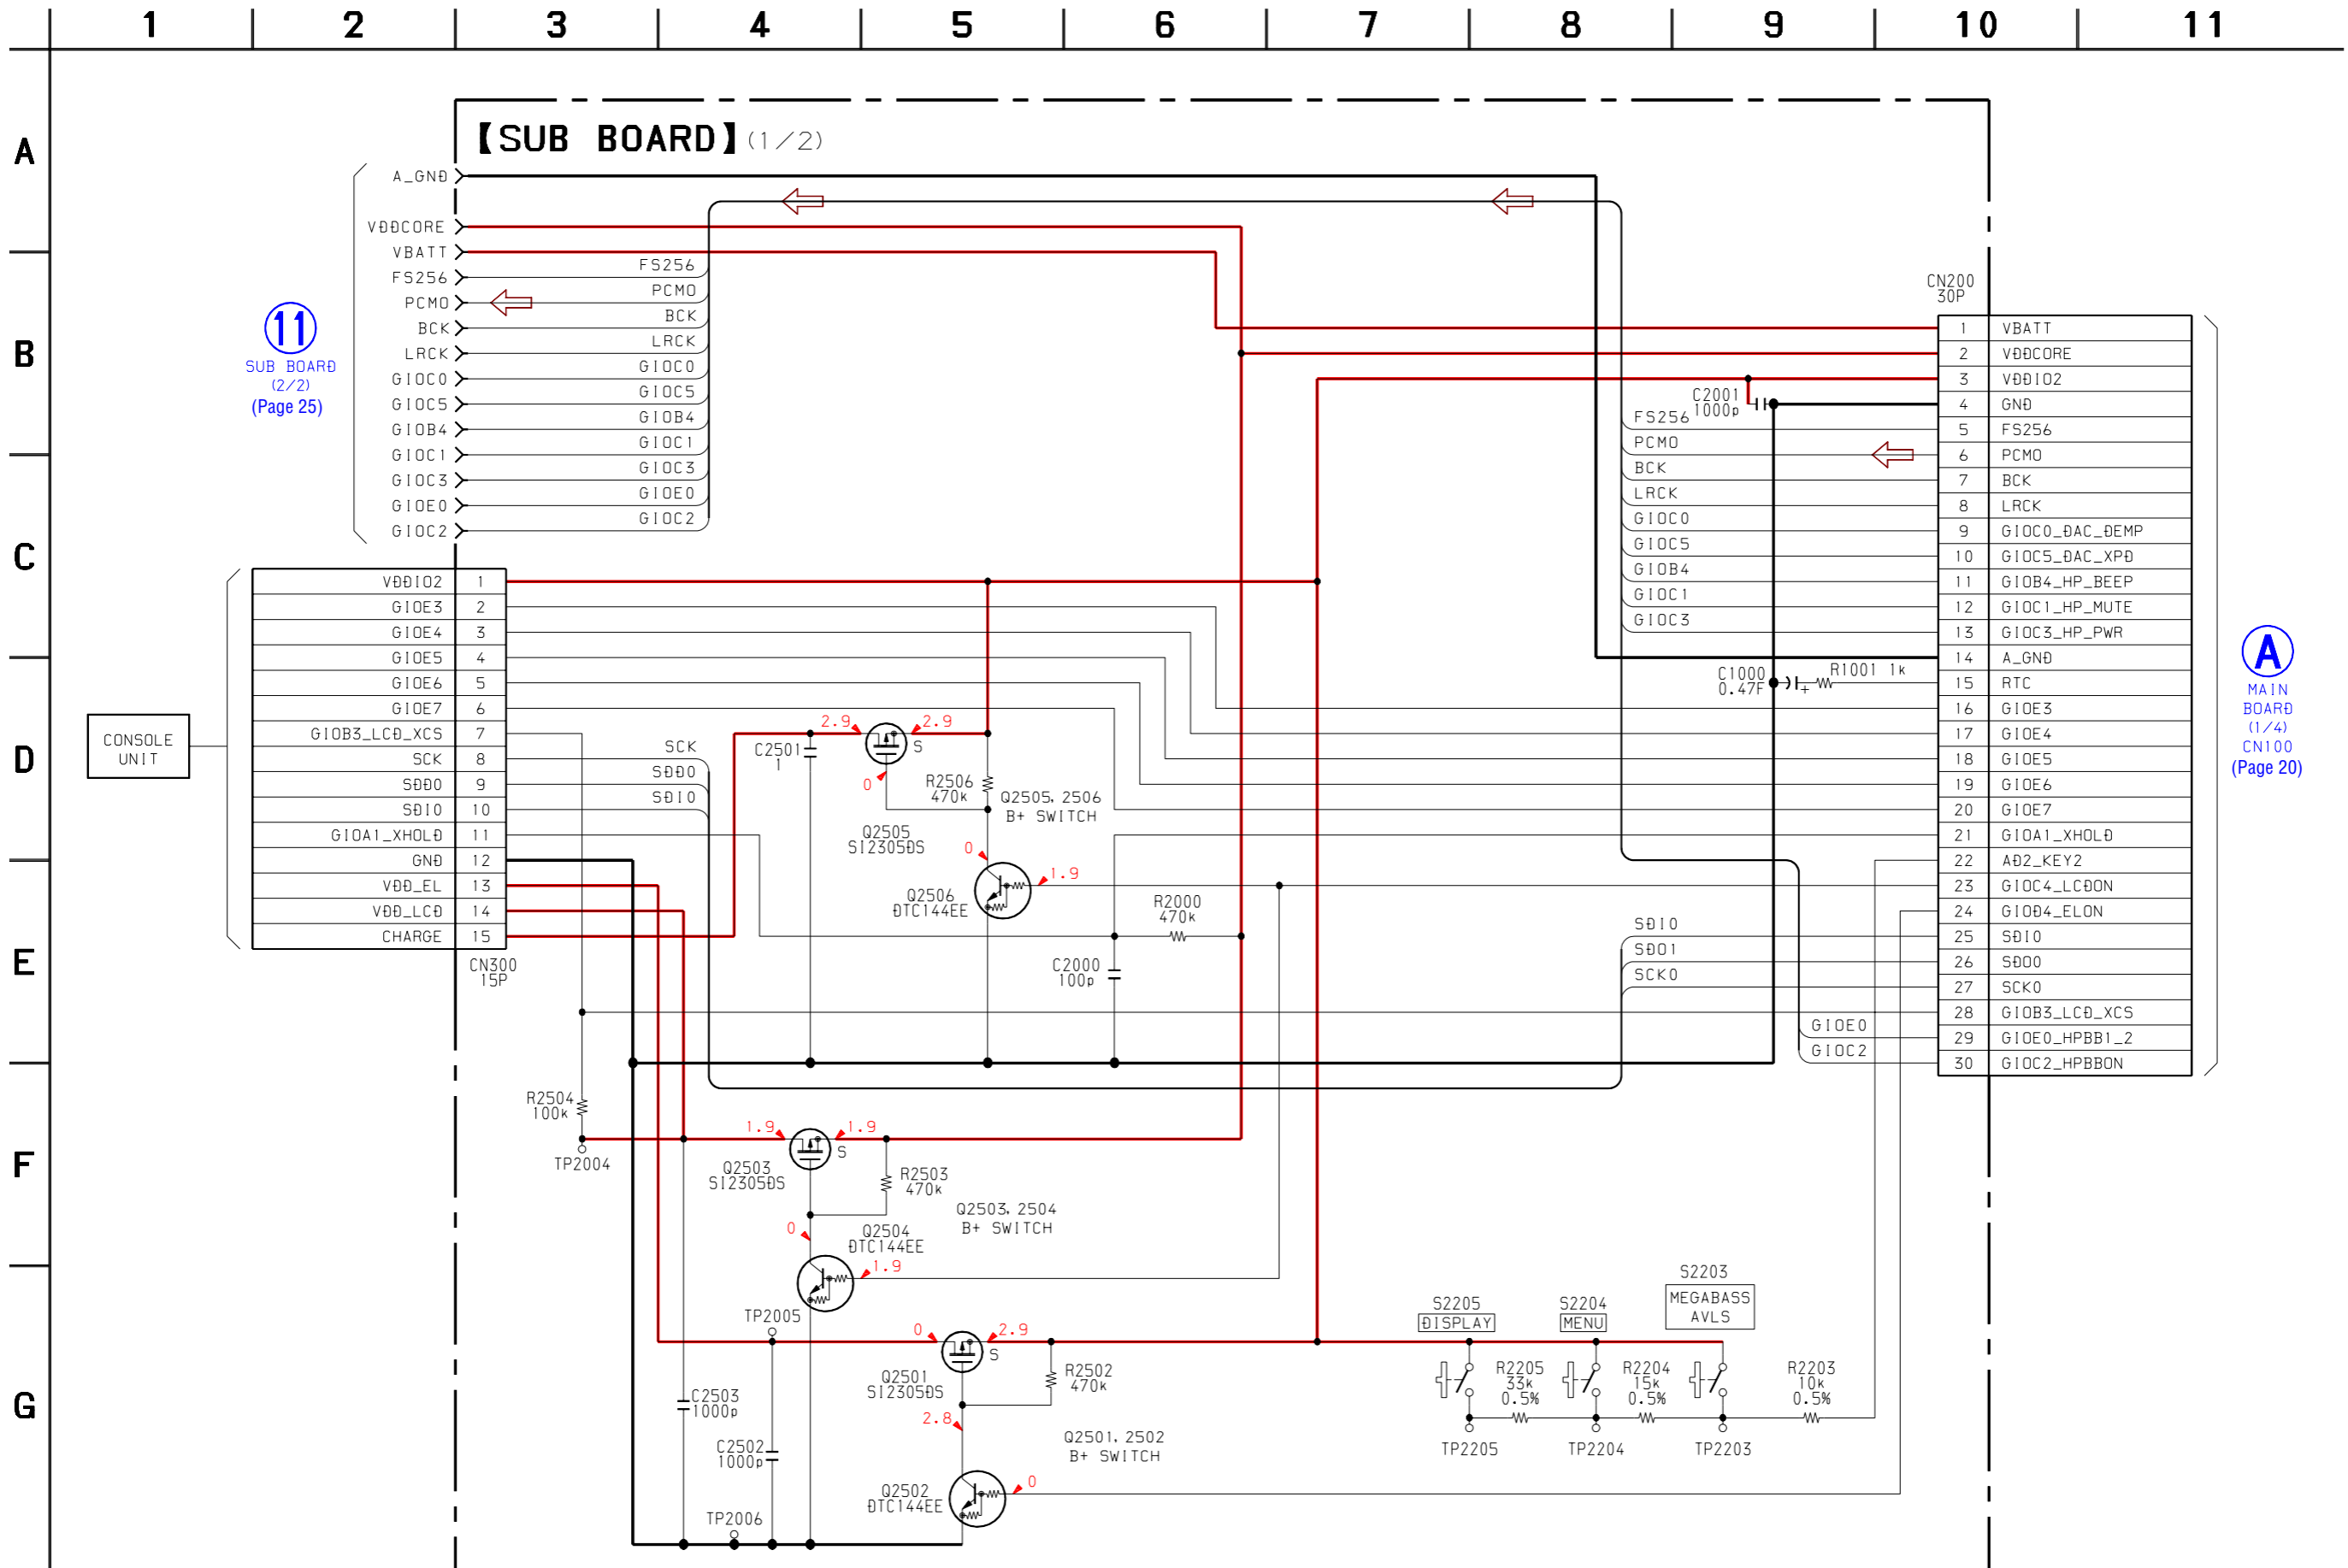 1 2 3 4 5 6 7 8 9 10 11
A
B
C
D
E
F
G
【SUB BOARD】(1/2)
A_GND
VDDCORE
VBATT
FS256
PCMO
BCK
LRCK
GIOC0
GIOC5
GIOB4
GIOC1
GIOC3
GIOE0
GIOC2
11
SUB BOARD
(2/2)
(Page 25)
FS256
PCMO
BCK
LRCK
GIOC0
GIOC5
GIOB4
GIOC1
GIOC3
GIOE0
GIOC2
CONSOLE
UNIT
VDDIO2 1
GIOE3 2
GIOE4 3
GIOE5 4
GIOE6 5
GIOE7 6
GIOB3_LCD_XCS 7
SCK 8
SDDO 9
SDIO 10
GIOA1_XHOLD 11
GND 12
VDD_EL 13
VDD_LCD 14
CHARGE 15
CN300
15P
SCK
SDDO
SDIO
C2501
1
2.9
2.9
S
0
R2506
470k
Q2505
SI2305DS
Q2505, 2506
B+ SWITCH
0
1.9
Q2506
DTC144EE
R2000
470k
C2000
100p
R2504
100k
TP2004
1.9
1.9
S
Q2503
SI2305DS
R2503
470k
0
Q2504
DTC144EE
Q2503, 2504
B+ SWITCH
1.9
TP2005
0
2.9
S
Q2501
SI2305DS
R2502
470k
C2503
1000p
2.8
C2502
1000p
Q2501, 2502
B+ SWITCH
Q2502
DTC144EE
0
TP2006
S2205
DISPLAY
S2204
MENU
S2203
MEGABASS
AVLS
R2205
33k
0.5%
R2204
15k
0.5%
R2203
10k
0.5%
TP2205
TP2204
TP2203
C2001
1000p
FS256
PCMO
BCK
LRCK
GIOC0
GIOC5
GIOB4
GIOC1
GIOC3
C1000
0.47F
+
R1001 1k
SDIO
SDO1
SCKO
GIOE0
GIOC2
CN200
30P
1 VBATT
2 VDDCORE
3 VDDIO2
4 GND
5 FS256
6 PCMO
7 BCK
8 LRCK
9 GIOC0_DAC_DEMP
10 GIOC5_DAC_XPD
11 GIOB4_HP_BEEP
12 GIOC1_HP_MUTE
13 GIOC3_HP_PWR
14 A_GND
15 RTC
16 GIOE3
17 GIOE4
18 GIOE5
19 GIOE6
20 GIOE7
21 GIOA1_XHOLD
22 AD2_KEY2
23 GIOC4_LCDON
24 GIOD4_ELON
25 SDIO
26 SDOO
27 SCKO
28 GIOB3_LCD_XCS
29 GIOE0_HPBB1_2
30 GIOC2_HPBBON
A
MAIN
BOARD
(1/4)
CN100
(Page 20)